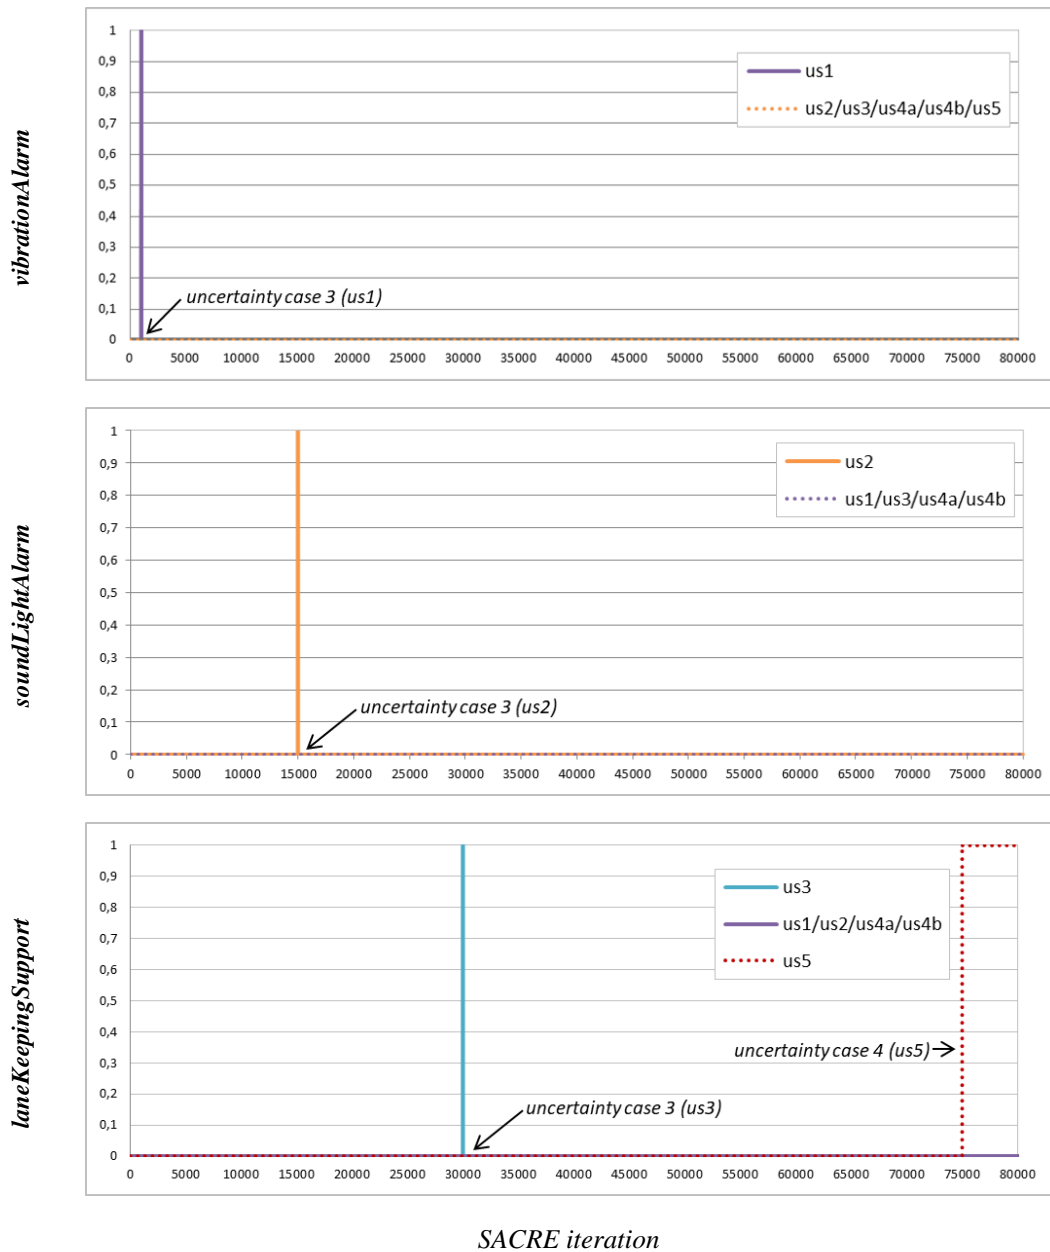 vibrationAlarm
1
0,9
0,8
0,7
0,6
0,5
0,4
0,3
0,2
0,1
0
us1
us2/us3/us4a/us4b/us5
uncertainty case 3 (us1)
0 5000 10000 15000 20000 25000 30000 35000 40000 45000 50000 55000 60000 65000 70000 75000 80000
soundLightAlarm
1
0,9
0,8
0,7
0,6
0,5
0,4
0,3
0,2
0,1
0
us2
us1/us3/us4a/us4b
uncertainty case 3 (us2)
0 5000 10000 15000 20000 25000 30000 35000 40000 45000 50000 55000 60000 65000 70000 75000 80000
laneKeepingSupport
1
0,9
0,8
0,7
0,6
0,5
0,4
0,3
0,2
0,1
0
us3
us1/us2/us4a/us4b
us5
uncertainty case 4 (us5)
uncertainty case 3 (us3)
0 5000 10000 15000 20000 25000 30000 35000 40000 45000 50000 55000 60000 65000 70000 75000 80000
SACRE iteration